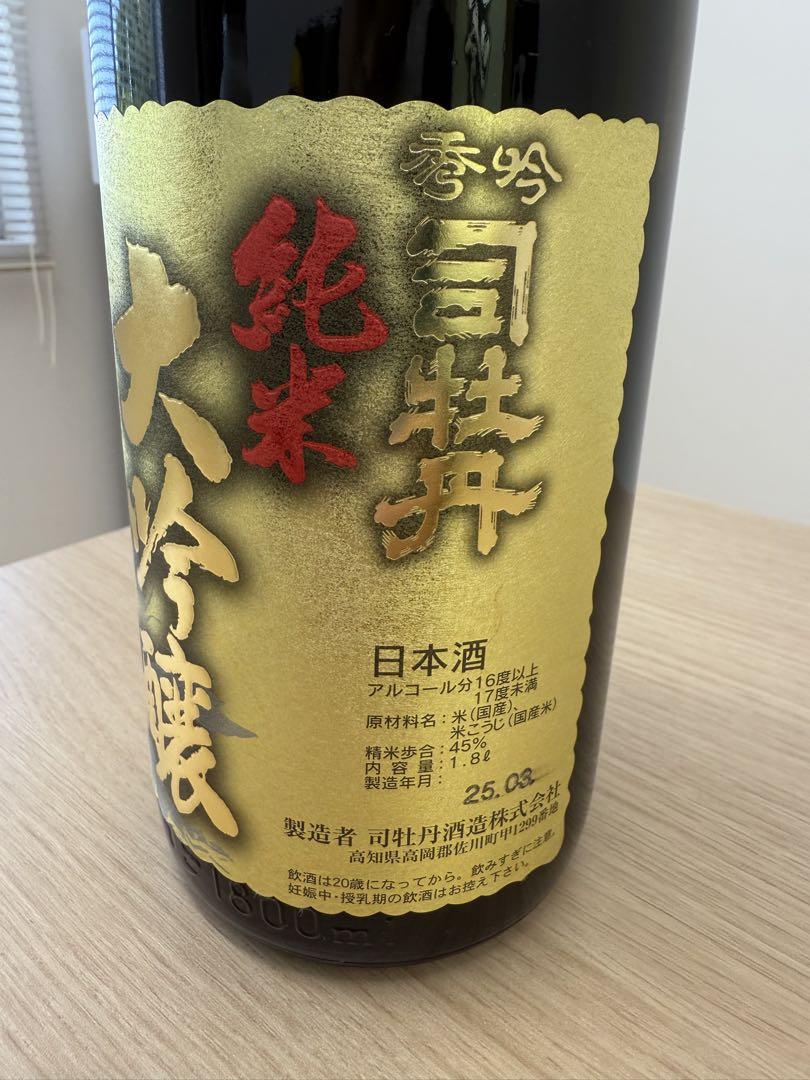 秀吟
司牡丹
純米
大吟醸
日本酒
アルコール分16度以上
17度未満
原材料名：米(国産)、
米こうじ(国産米)
精米歩合：45%
内容量：1.8ℓ
製造年月：
25.03
製造者 司牡丹酒造株式会社
高知県高岡郡佐川町甲1299番地
飲酒は20歳になってから。飲みすぎに注意。
妊娠中・授乳期の飲酒はお控え下さい。
1800ml